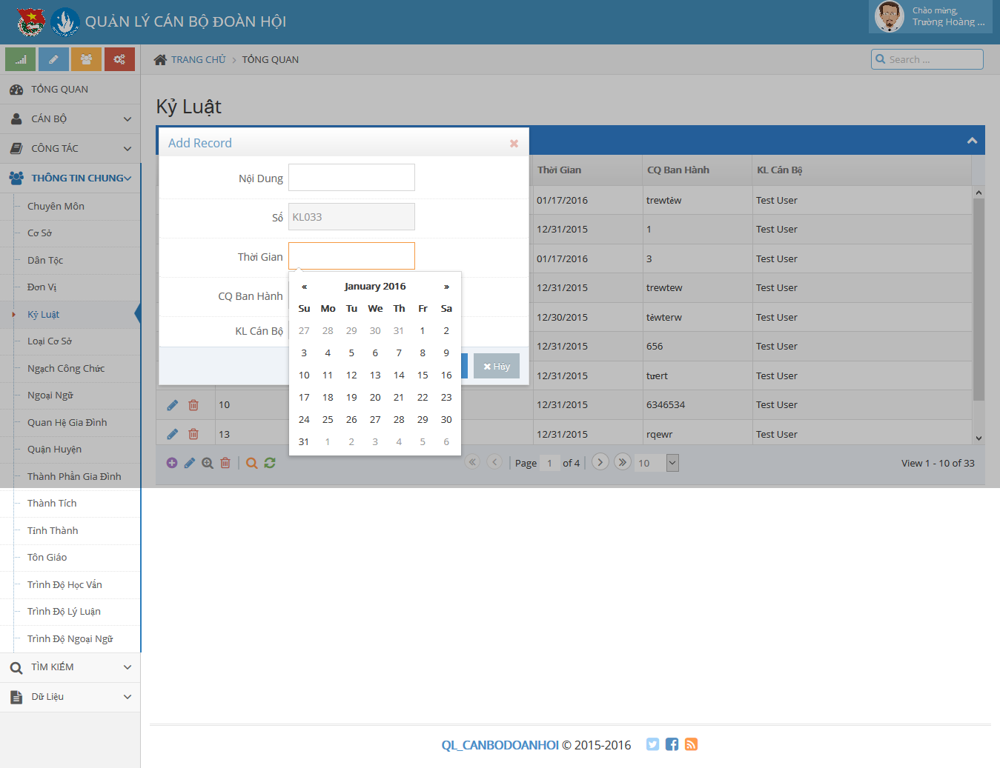 QUẢN LÝ CÁN BỘ ĐOÀN HỘI
Chào mừng,
Trương Hoàng ...
TRANG CHỦ > TỔNG QUAN
Search ...
TỔNG QUAN
CÁN BỘ
CÔNG TÁC
THÔNG TIN CHUNG
Chuyên Môn
Cơ Sở
Dân Tộc
Đơn Vị
Kỷ Luật
Loại Cơ Sở
Ngạch Công Chức
Ngoại Ngữ
Quan Hệ Gia Đình
Quận Huyện
Thành Phần Gia Đình
Thành Tích
Tỉnh Thành
Tôn Giáo
Trình Độ Học Vấn
Trình Độ Lý Luận
Trình Độ Ngoại Ngữ
TÌM KIẾM
Dữ Liệu
Kỷ Luật
Add Record
Nội Dung
Số KL033
Thời Gian
CQ Ban Hành
KL Cán Bộ
Hủy
« January 2016 »
Su Mo Tu We Th Fr Sa
27 28 29 30 31 1 2
3 4 5 6 7 8 9
10 11 12 13 14 15 16
17 18 19 20 21 22 23
24 25 26 27 28 29 30
31 1 2 3 4 5 6
Thời Gian CQ Ban Hành KL Cán Bộ
01/17/2016 trewtẻw Test User
12/31/2015 1 Test User
01/17/2016 3 Test User
12/31/2015 trewtew Test User
12/30/2015 tẻwterw Test User
12/31/2015 656 Test User
12/31/2015 tưert Test User
10 12/31/2015 6346534 Test User
13 12/31/2015 rqewr Test User
Page 1 of 4 10 View 1 - 10 of 33
QL_CANBODOANHOI © 2015-2016